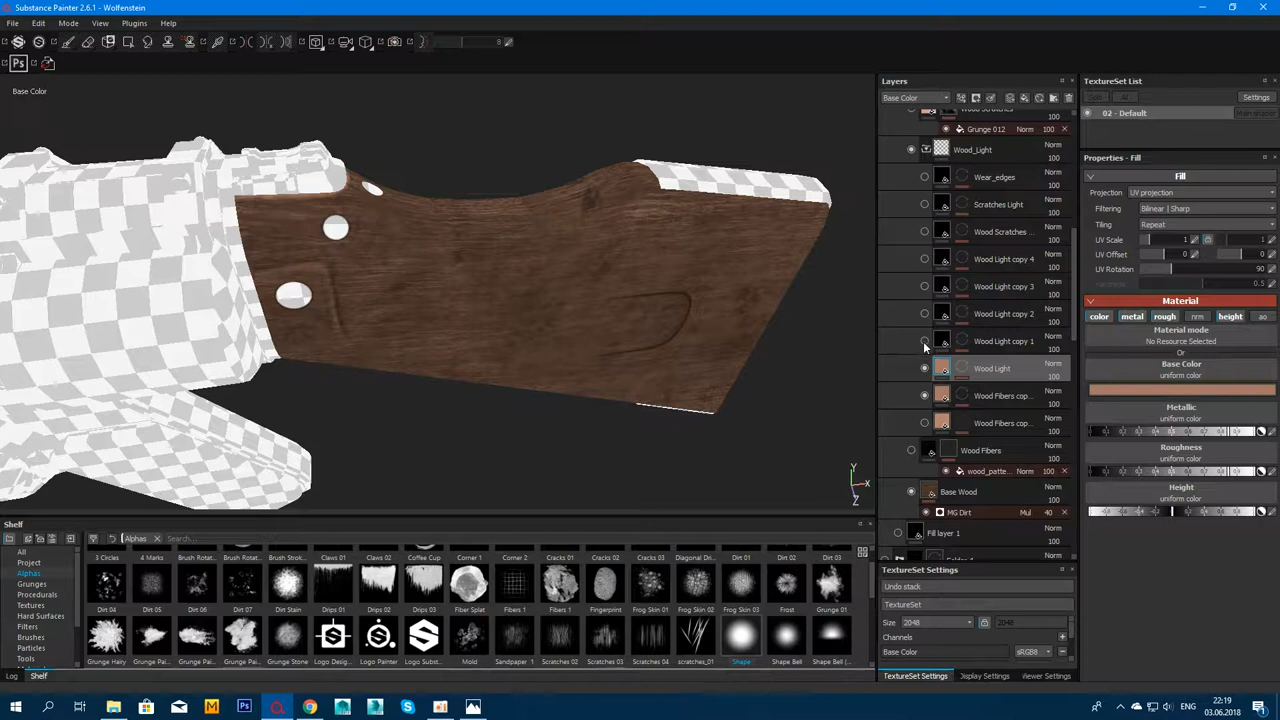 Substance Painter 2.6.1 - Wolfenstein
File Edit Mode View Plugins Help
8
Ps
Base Color
Y
X
Z
Layers
Base Color
Grunge 012 Norm 100
Wood_Light Norm 100
Wear_edges Norm 100
Scratches Light Norm 100
Wood Scratches ... Norm 100
Wood Light copy 4 Norm 100
Wood Light copy 3 Norm 100
Wood Light copy 2 Norm 100
Wood Light copy 1 Norm 100
Wood Light Norm 100
Wood Fibers cop... Norm 100
Wood Fibers cop... Norm 100
Wood Fibers Norm 100
wood_patte... Norm 100
Base Wood Norm 100
MG Dirt Mul 40
Fill layer 1 Norm 100
TextureSet Settings
Undo stack
TextureSet
Size 2048 2048
Channels
Base Color sRGB8
TextureSet Settings Display Settings Viewer Settings
TextureSet List
Settings
02 - Default
Properties - Fill
Fill
Projection UV projection
Filtering Bilinear | Sharp
Tiling Repeat
UV Scale 1 1
UV Offset 0 0
UV Rotation 90
0.5
Material
color metal rough nrm height ao
Material mode
No Resource Selected
Or
Base Color
uniform color
Metallic
uniform color
Roughness
uniform color
Height
uniform color
Shelf
Alphas Search...
All
Project
Alphas
Grunges
Procedurals
Textures
Hard Surfaces
Filters
Brushes
Particles
Tools
3 Circles 4 Marks Brush Rotat... Brush Strok... Claws 01 Claws 02 Coffee Cup Corner 1 Corner 2 Cracks 01 Cracks 02 Cracks 03 Diagonal Dr... Dirt 01 Dirt 02 Dirt 03
Dirt 04 Dirt 05 Dirt 06 Dirt 07 Dirt Stain Drips 01 Drips 02 Drips 03 Fiber Splat Fibers 1 Fibers 1 Fingerprint Frog Skin 01 Frog Skin 02 Frog Skin 03 Frost Grunge 01
Grunge Hairy Grunge Pai... Grunge Pai... Grunge Pai... Grunge Stone Logo Desig... Logo Painter Logo Subst... Mold Sandpaper_1 Scratches 02 Scratches 03 Scratches 04 scratches_01 Shape Shape Bell Shape Bell (...
Log Shelf
22:19
03.06.2018